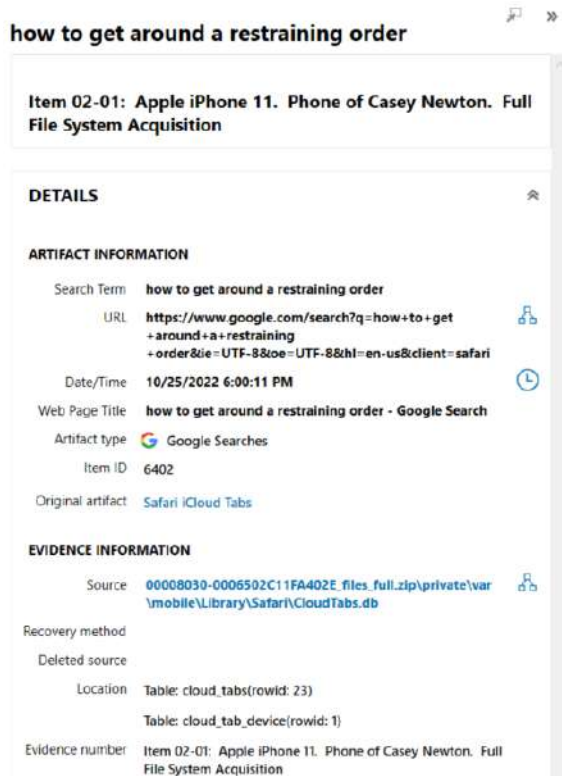 how to get around a restraining order
Item 02-01: Apple iPhone 11. Phone of Casey Newton. Full
File System Acquisition
DETAILS
ARTIFACT INFORMATION
Search Term how to get around a restraining order
URL https://www.google.com/search?q=how+to+get
+around+a+restraining
+order&ie=UTF-8&oe=UTF-8&hl=en-us&client=safari
Date/Time 10/25/2022 6:00:11 PM
Web Page Title how to get around a restraining order - Google Search
Artifact type Google Searches
Item ID 6402
Original artifact Safari iCloud Tabs
EVIDENCE INFORMATION
Source 00008030-0006502C11FA402E_files_full.zip\private\var
\mobile\Library\Safari\CloudTabs.db
Recovery method
Deleted source
Location Table: cloud_tabs(rowid: 23)
Table: cloud_tab_device(rowid: 1)
Evidence number Item 02-01: Apple iPhone 11. Phone of Casey Newton. Full
File System Acquisition